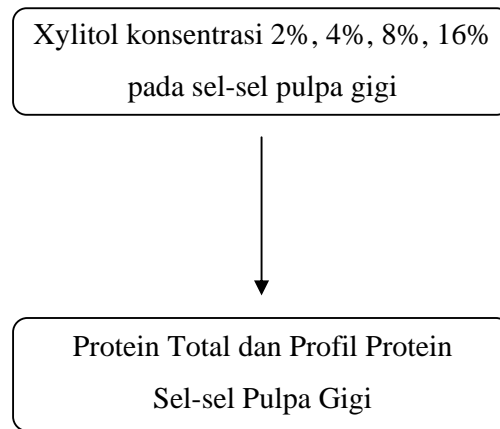 Xylitol konsentrasi 2%, 4%, 8%, 16%
pada sel-sel pulpa gigi
Protein Total dan Profil Protein
Sel-sel Pulpa Gigi